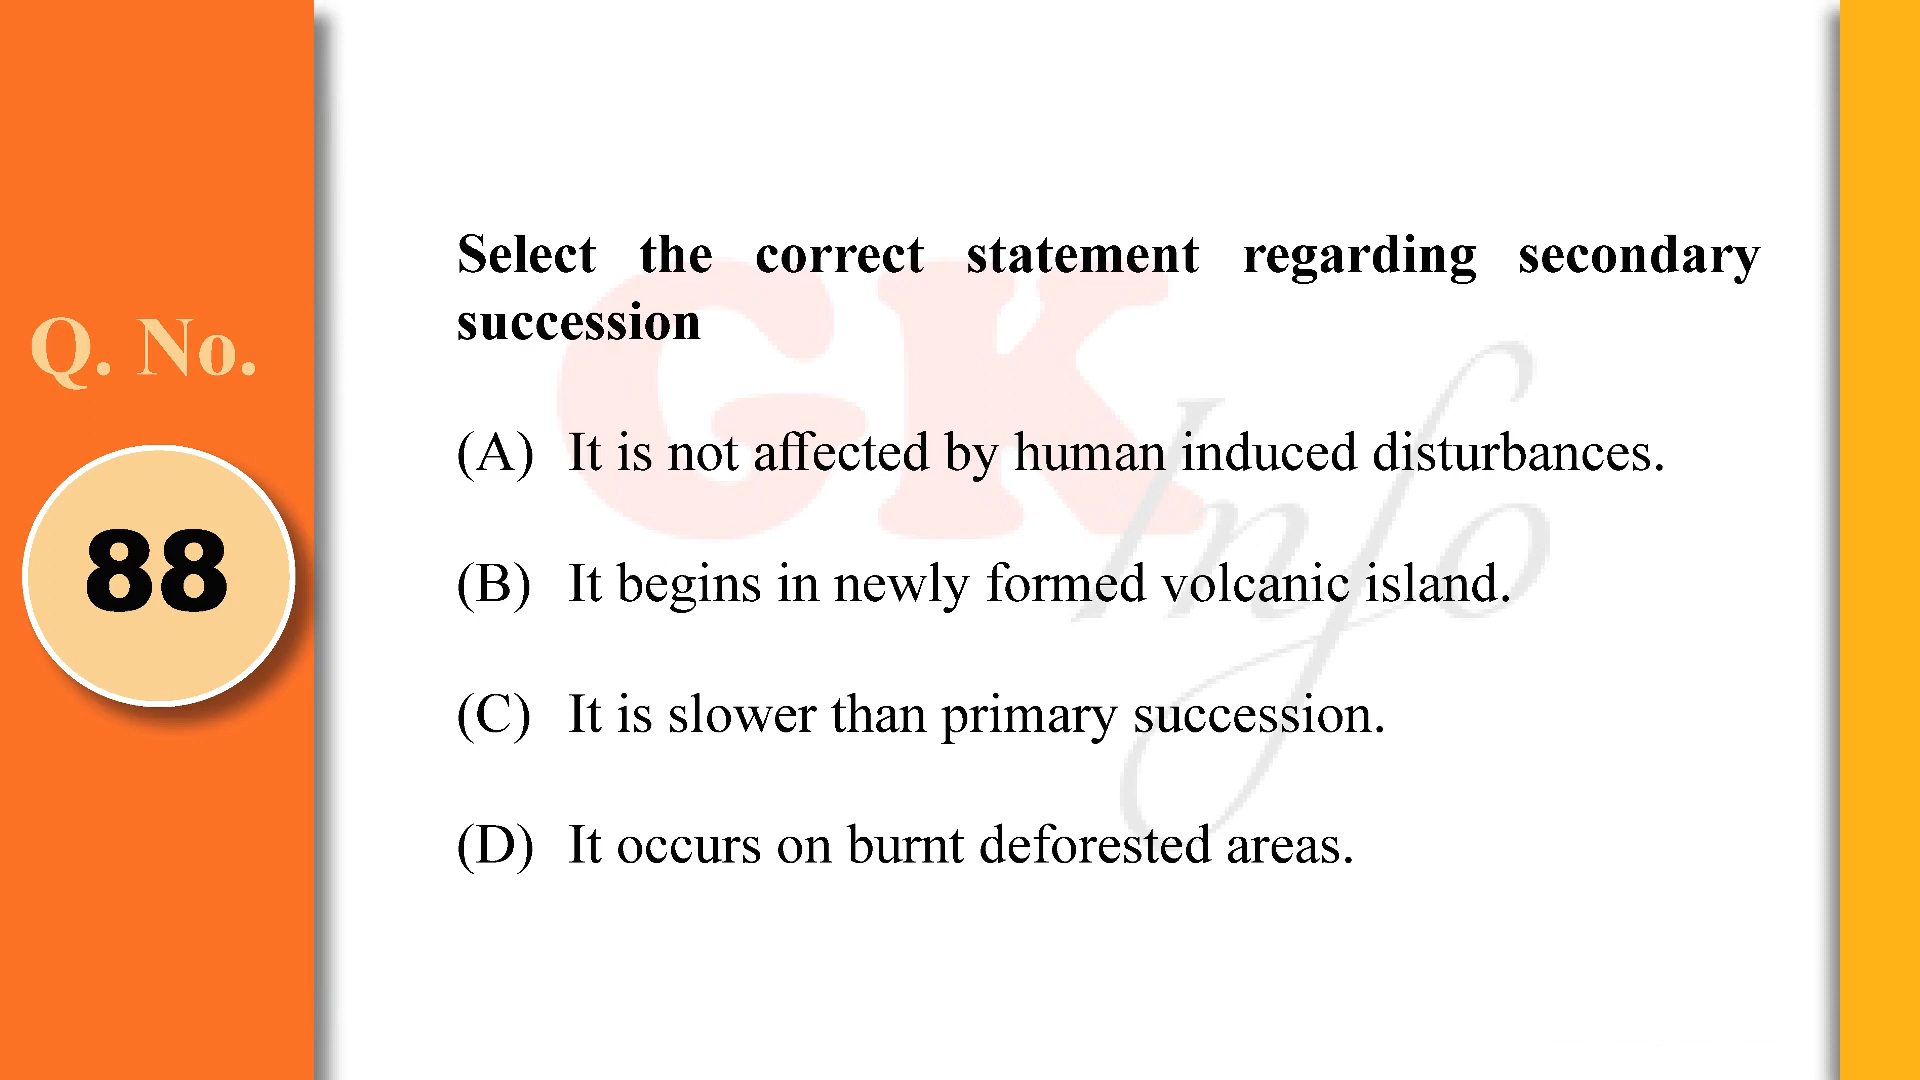 Q. No.
88
Select the correct statement regarding secondary
succession
(A) It is not affected by human induced disturbances.
(B) It begins in newly formed volcanic island.
(C) It is slower than primary succession.
(D) It occurs on burnt deforested areas.
GK
Info